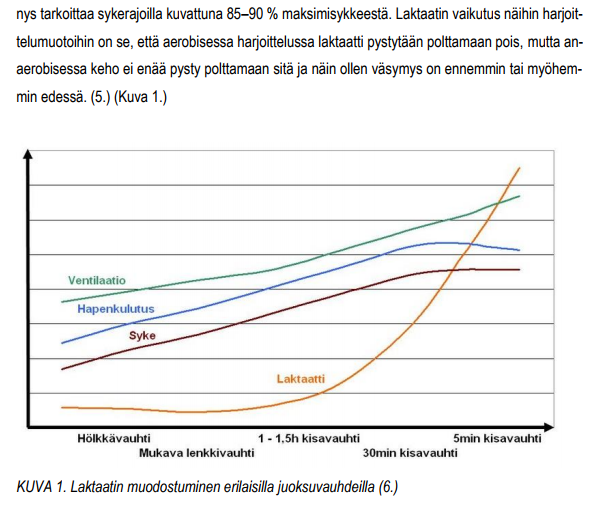 nys tarkoittaa sykerajoilla kuvattuna 85–90 % maksimisykkeestä. Laktaatin vaikutus näihin harjoit-
telumuotoihin on se, että aerobisessa harjoittelussa laktaatti pystytään polttamaan pois, mutta an-
aerobisessa keho ei enää pysty polttamaan sitä ja näin ollen väsymys on ennemmin tai myöhem-
min edessä. (5.) (Kuva 1.)
Ventilaatio
Hapenkulutus
Syke
Laktaatti
Hölkkävauhti
1 - 1,5h kisavauhti
5min kisavauhti
Mukava lenkkivauhti
30min kisavauhti
KUVA 1. Laktaatin muodostuminen erilaisilla juoksuvauhdeilla (6.)